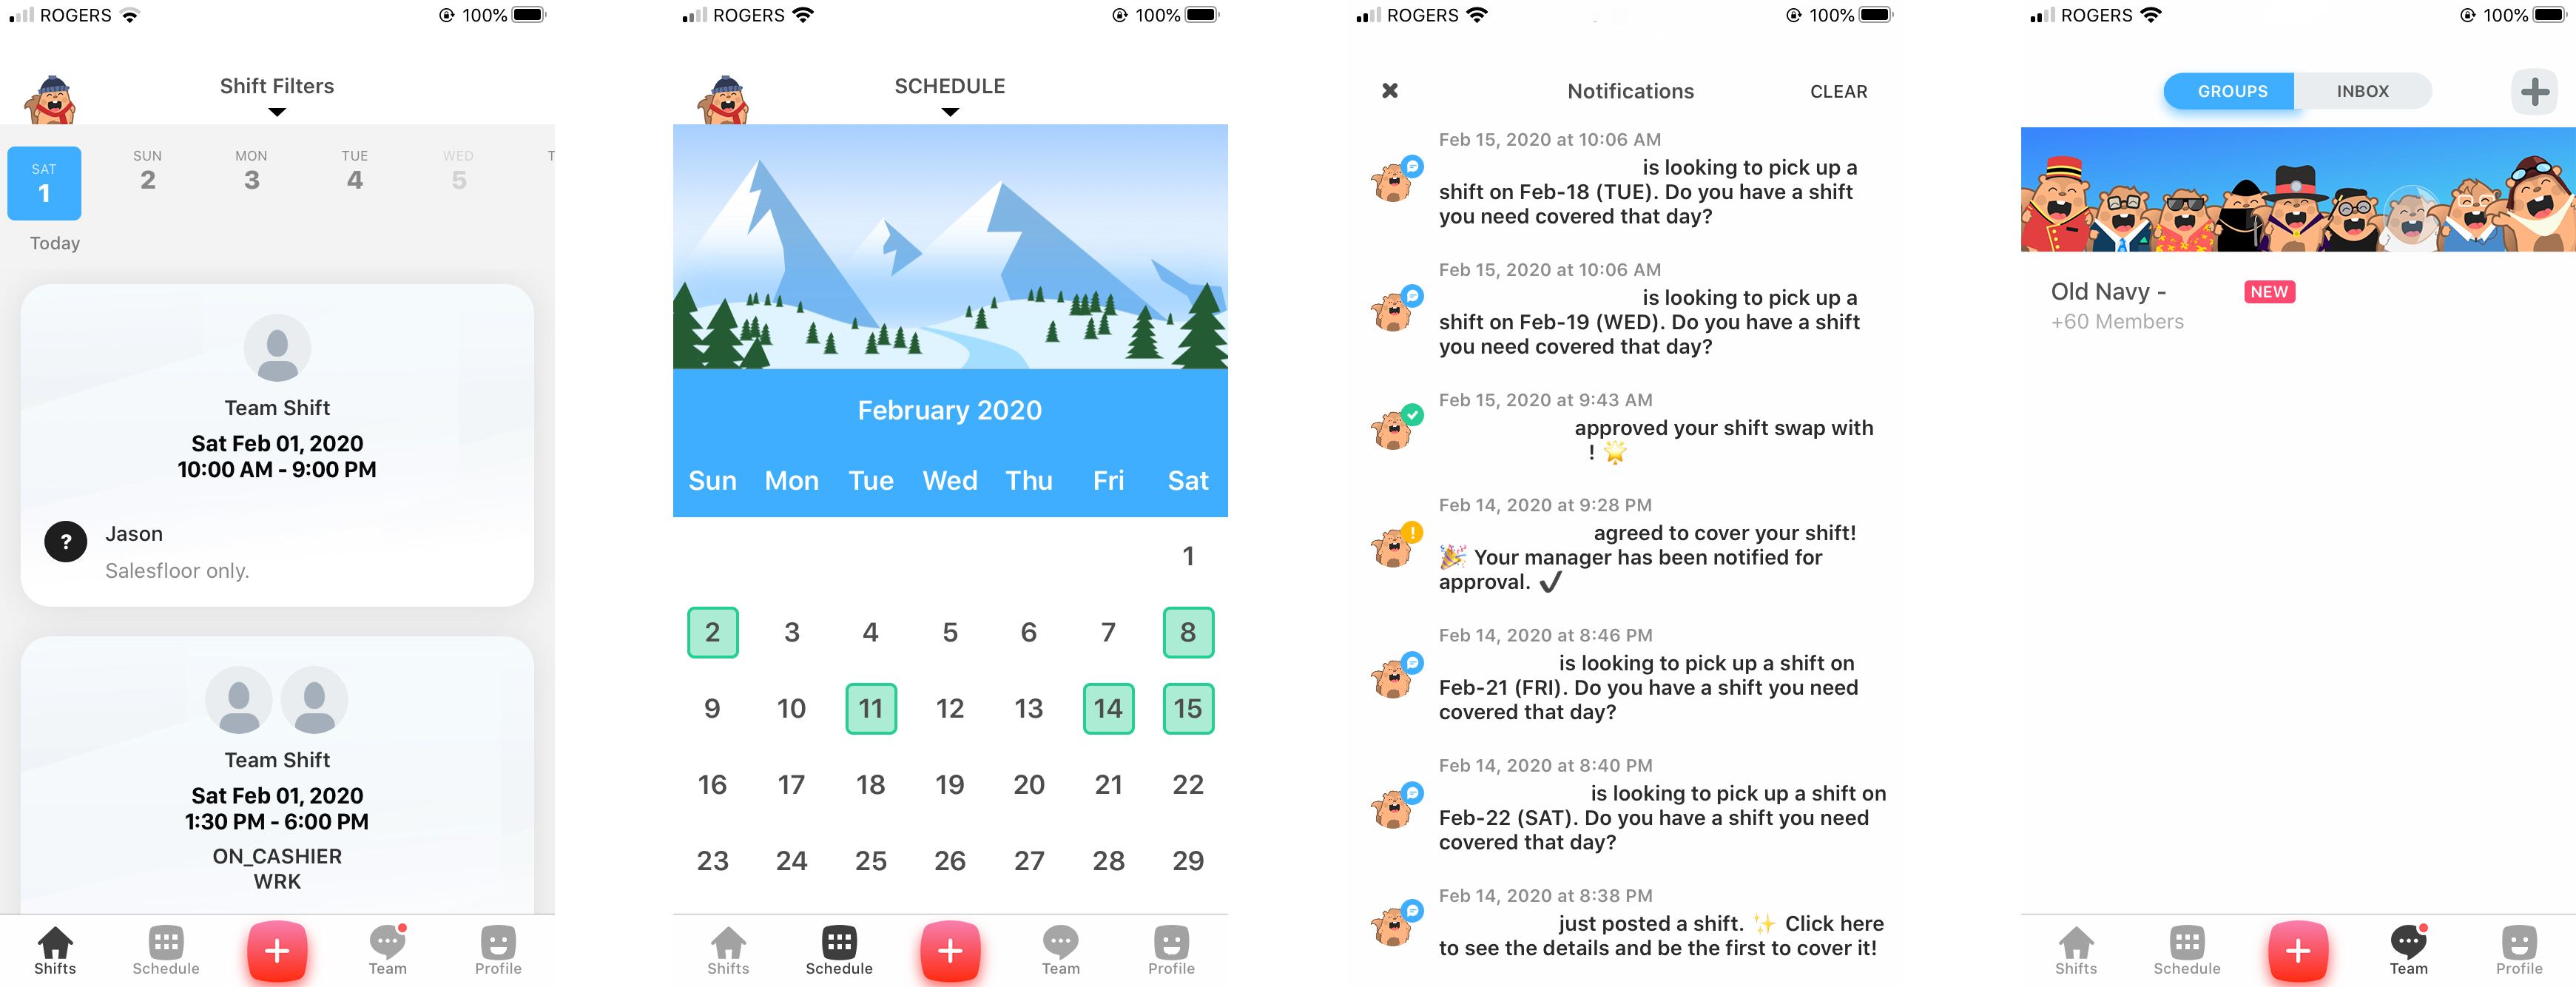 ROGERS 100%
Shift Filters
SAT SUN MON TUE WED T
1 2 3 4 5
Today
Team Shift
Sat Feb 01, 2020
10:00 AM - 9:00 PM
?
Jason
Salesfloor only.
Team Shift
Sat Feb 01, 2020
1:30 PM - 6:00 PM
ON_CASHIER
WRK
Shifts Schedule Team Profile
ROGERS 100%
SCHEDULE
February 2020
Sun Mon Tue Wed Thu Fri Sat
1
2 3 4 5 6 7 8
9 10 11 12 13 14 15
16 17 18 19 20 21 22
23 24 25 26 27 28 29
Shifts Schedule Team Profile
ROGERS 100%
Notifications CLEAR
Feb 15, 2020 at 10:06 AM
is looking to pick up a
shift on Feb-18 (TUE). Do you have a shift
you need covered that day?
Feb 15, 2020 at 10:06 AM
is looking to pick up a
shift on Feb-19 (WED). Do you have a shift
you need covered that day?
Feb 15, 2020 at 9:43 AM
approved your shift swap with
! 🌟
Feb 14, 2020 at 9:28 PM
agreed to cover your shift!
🎉 Your manager has been notified for
approval. ✔
Feb 14, 2020 at 8:46 PM
is looking to pick up a shift on
Feb-21 (FRI). Do you have a shift you need
covered that day?
Feb 14, 2020 at 8:40 PM
is looking to pick up a shift on
Feb-22 (SAT). Do you have a shift you need
covered that day?
Feb 14, 2020 at 8:38 PM
just posted a shift. ✨ Click here
to see the details and be the first to cover it!
ROGERS 100%
GROUPS INBOX
Old Navy - NEW
+60 Members
Shifts Schedule Team Profile